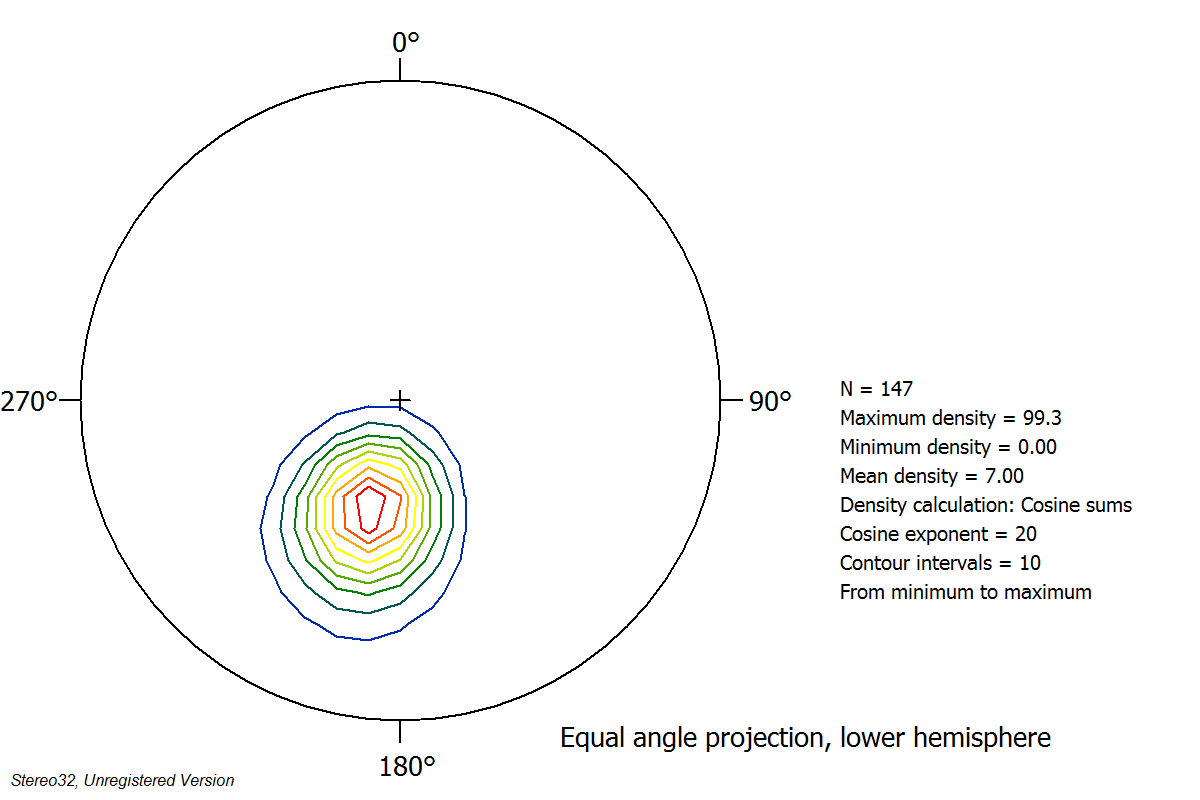 0°
270°
90°
N = 147
Maximum density = 99.3
Minimum density = 0.00
Mean density = 7.00
Density calculation: Cosine sums
Cosine exponent = 20
Contour intervals = 10
From minimum to maximum
Equal angle projection, lower hemisphere
180°
Stereo32, Unregistered Version